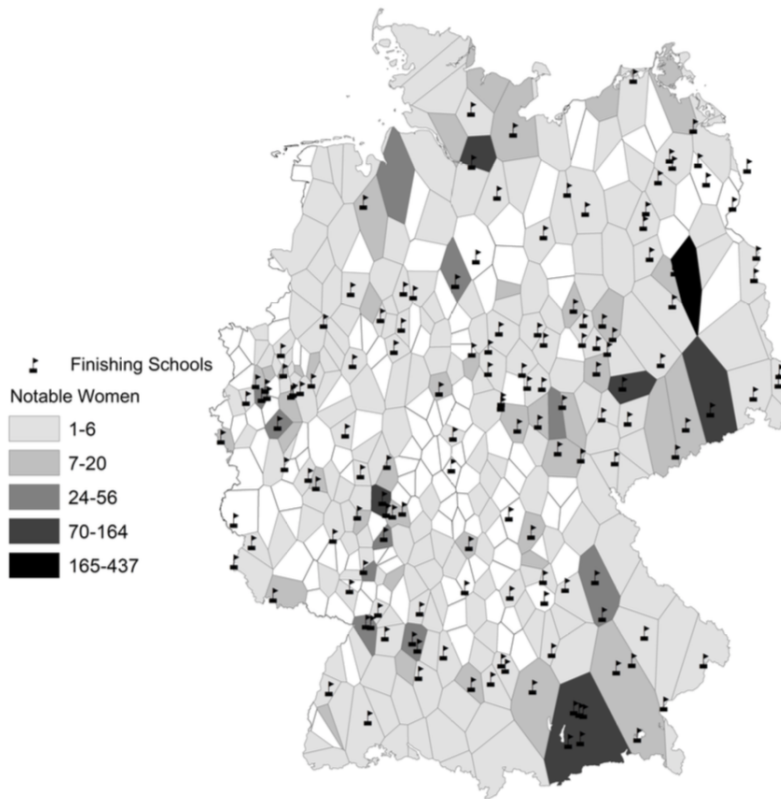 Finishing Schools
Notable Women
1-6
7-20
24-56
70-164
165-437